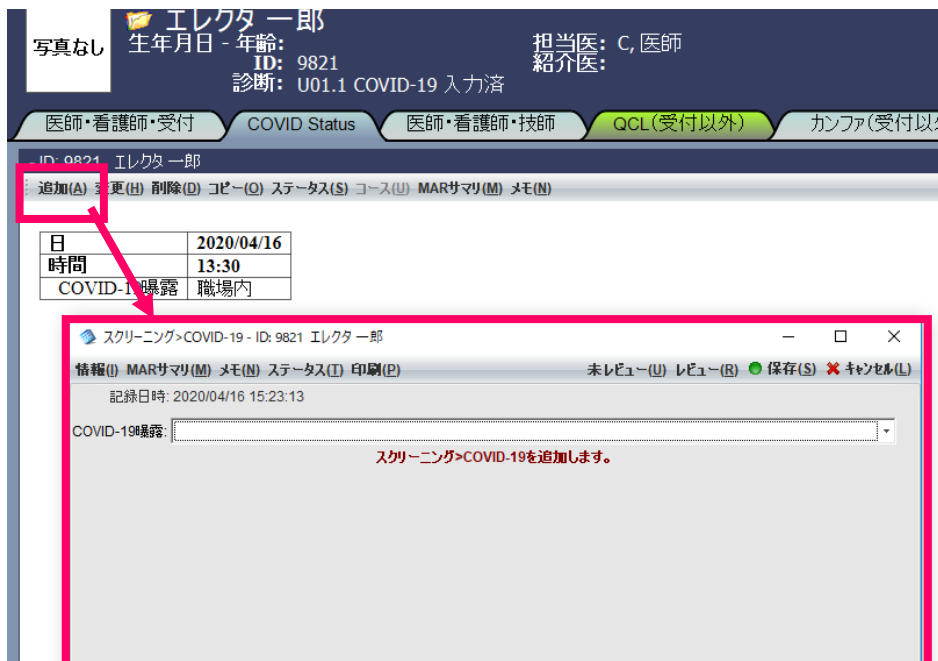 エレクタ 一郎
写真なし
生年月日 - 年齢:
担当医: C, 医師
ID: 9821
紹介医:
診断: U01.1 COVID-19 入力済
医師・看護師・受付 COVID Status 医師・看護師・技師 QCL(受付以外) カンファ(受付以
- ID: 9821 エレクタ 一郎
追加(A) 変更(H) 削除(D) コピー(O) ステータス(S) コース(U) MARサマリ(M) メモ(N)
日 2020/04/16
時間 13:30
COVID-19曝露 職場内
スクリーニング>COVID-19 - ID: 9821 エレクタ 一郎
情報(I) MARサマリ(M) メモ(N) ステータス(T) 印刷(P) 未レビュー(U) レビュー(R) 保存(S) キャンセル(L)
記録日時: 2020/04/16 15:23:13
COVID-19曝露:
スクリーニング>COVID-19を追加します。